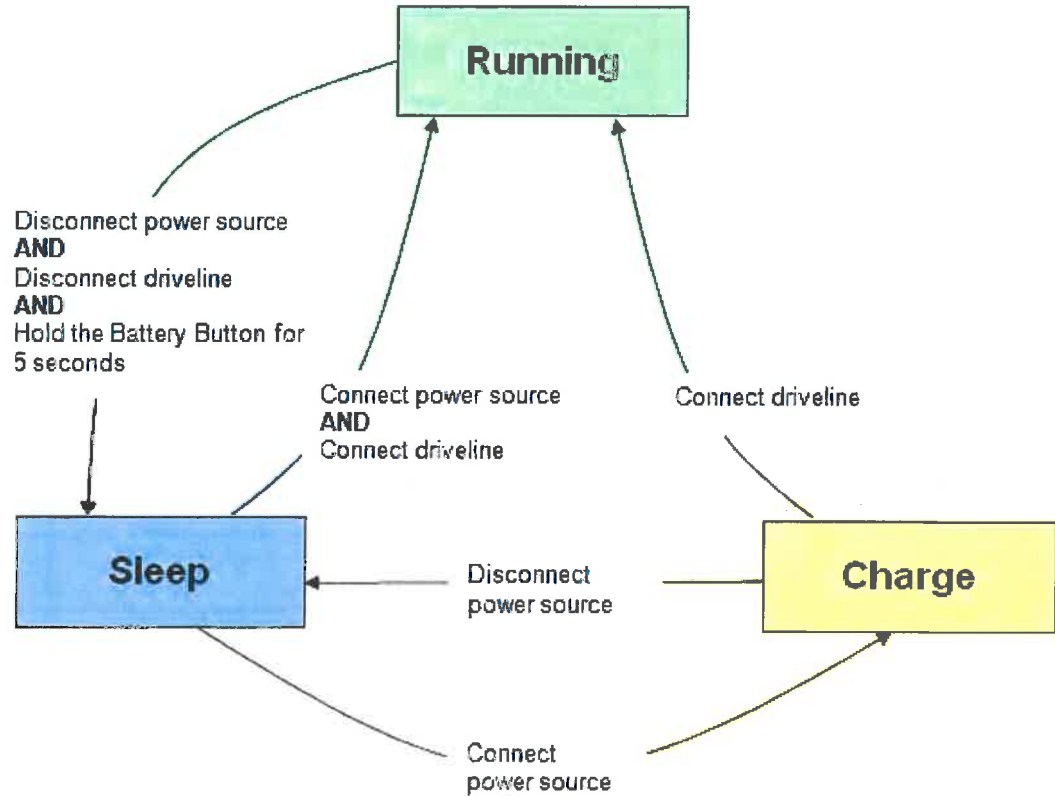 Running
Disconnect power source
AND
Disconnect driveline
AND
Hold the Battery Button for
5 seconds
Connect power source
AND
Connect driveline
Connect driveline
Sleep
Disconnect
power source
Charge
Connect
power source